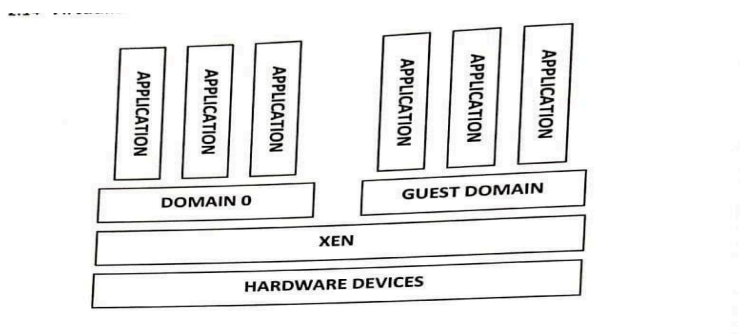 APPLICATION
APPLICATION
APPLICATION
APPLICATION
APPLICATION
APPLICATION
DOMAIN 0
GUEST DOMAIN
XEN
HARDWARE DEVICES